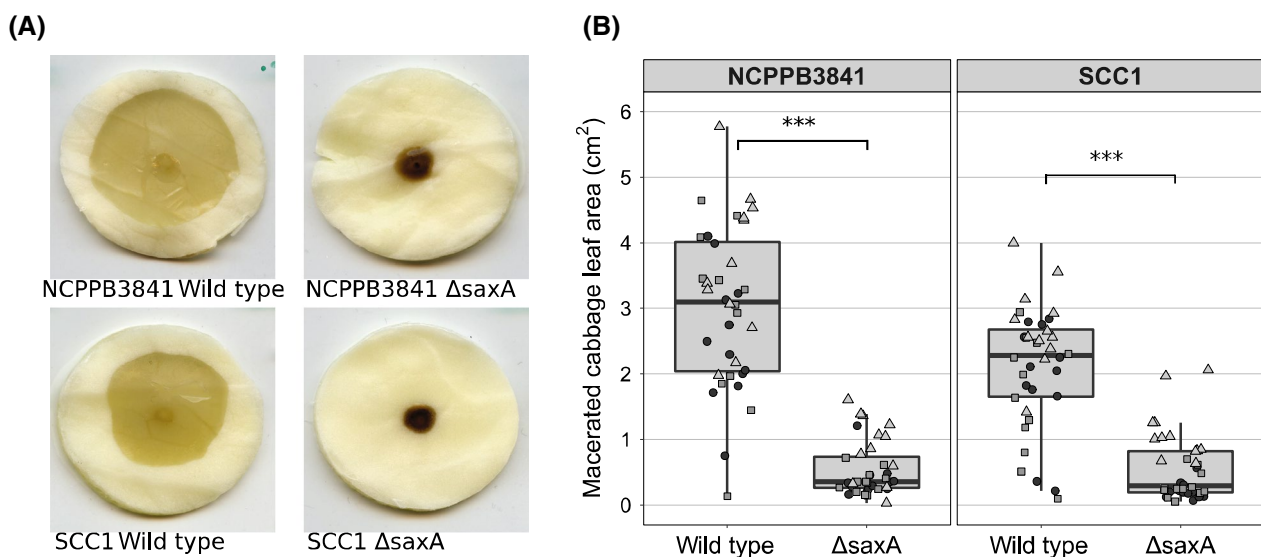 (A)
NCPPB3841 Wild type
NCPPB3841 ΔsaxA
SCC1 Wild type
SCC1 ΔsaxA
(B)
NCPPB3841
SCC1
Macerated cabbage leaf area (cm²)
6
5
4
3
2
1
0
***
***
Wild type
ΔsaxA
Wild type
ΔsaxA